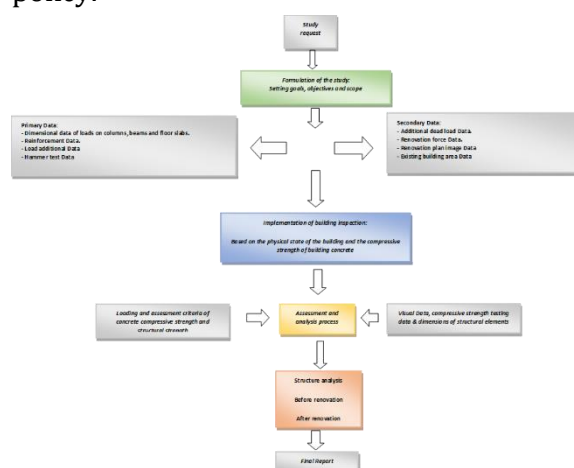 policy.
Study
request
Formulation of the study:
Setting goals, objectives and scope
Primary Data:
- Dimensional data of loads on columns, beams and floor slabs.
- Reinforcement Data.
- Load additional Data
- Hammer test Data
Secondary Data:
- Additional dead load Data.
- Renovation force Data.
- Renovation plan image Data
- Existing building area Data
Implementation of building inspection:
Based on the physical state of the building and the compressive
strength of building concrete
Loading and assessment criteria of
concrete compressive strength and
structural strength
Assessment and
analysis process
Visual Data, compressive strength testing
data & dimensions of structural elements
Structure analysis
Before renovation
After renovation
Final Report